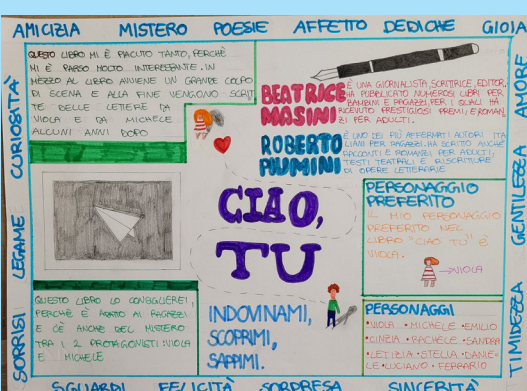 AMICIZIA MISTERO POESIE AFFETTO DEDICHE GIOIA
CURIOSITÀ
LEGAME
SORRISI
QUESTO LIBRO MI È PIACIUTO TANTO, PERCHÈ
MI È PARSO MOLTO INTERESSANTE. IN
MEZZO AL LIBRO AVVIENE UN GRANDE COLPO
DI SCENA E ALLA FINE VENGONO SCRIT-
TE DELLE LETTERE DA
VIOLA E DA MICHELE
ALCUNI ANNI DOPO
BEATRICE
MASINI
È UNA GIORNALISTA, SCRITTRICE, EDITOR.
HA PUBBLICATO NUMEROSI LIBRI PER
BAMBINI E RAGAZZI, PER I QUALI HA
RICEVUTO PRESTIGIOSI PREMI, E ROMAN
ZI PER ADULTI.
ROBERTO
PIUMINI
È UNO DEI PIÙ AFFERMATI AUTORI ITA
LIANI PER RAGAZZI. HA SCRITTO ANCHE
RACCONTI E ROMANZI PER ADULTI,
TESTI TEATRALI E RISCRITTURE
DI OPERE LETTERARIE
CIAO,
TU
PERSONAGGIO
PREFERITO
IL MIO PERSONAGGIO
PREFERITO NEL
LIBRO "CIAO TU" È
VIOLA.
→VIOLA
QUESTO LIBRO LO CONSIGLIEREI,
PERCHÈ È ADATTO AI RAGAZZI
E C'È ANCHE DEL MISTERO
TRA I 2 PROTAGONISTI: VIOLA
E MICHELE
INDOVINAMI,
SCOPRIMI,
SAPPIMI.
PERSONAGGI
•VIOLA •MICHELE •EMILIO
•CINZIA •RACHELE •SANDRA
•LETIZIA •STELLA •DANIE-
LE •LUCIANO •FERRARIO
AMORE
GENTILEZZA
TIMIDEZZA
SGUARDI FELICITÀ SORPRESA SINCERITÀ